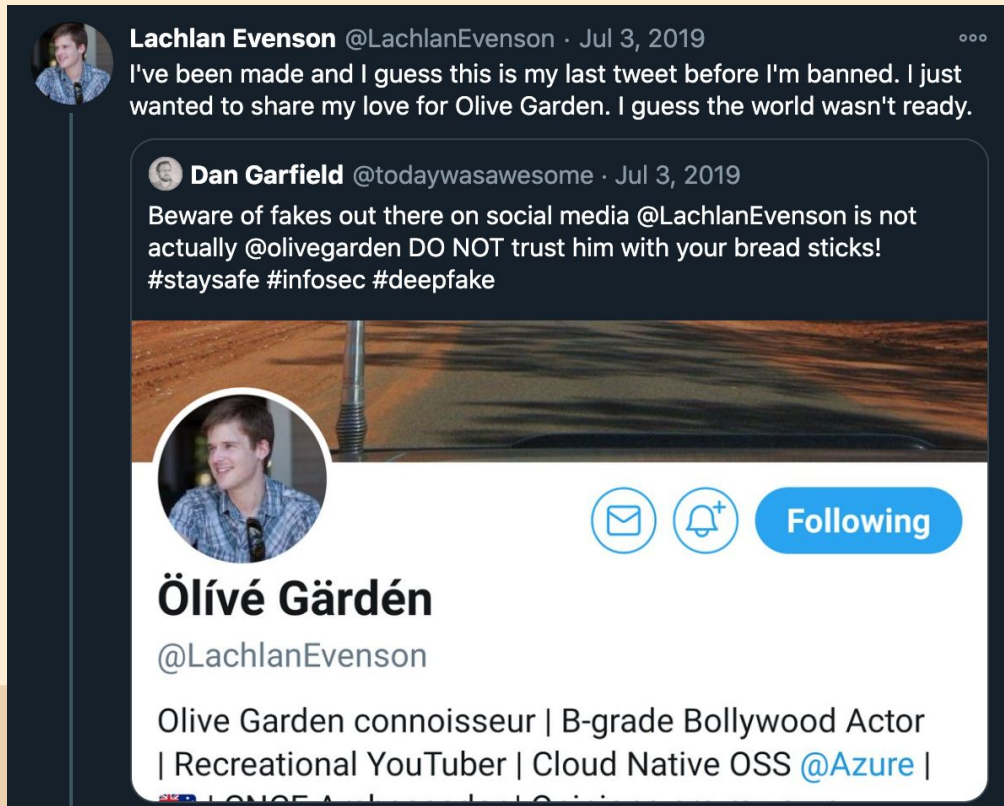 Lachlan Evenson @LachlanEvenson · Jul 3, 2019
I've been made and I guess this is my last tweet before I'm banned. I just
wanted to share my love for Olive Garden. I guess the world wasn't ready.
Dan Garfield @todaywasawesome · Jul 3, 2019
Beware of fakes out there on social media @LachlanEvenson is not
actually @olivegarden DO NOT trust him with your bread sticks!
#staysafe #infosec #deepfake
Following
Ölívé Gärdén
@LachlanEvenson
Olive Garden connoisseur | B-grade Bollywood Actor
| Recreational YouTuber | Cloud Native OSS @Azure |